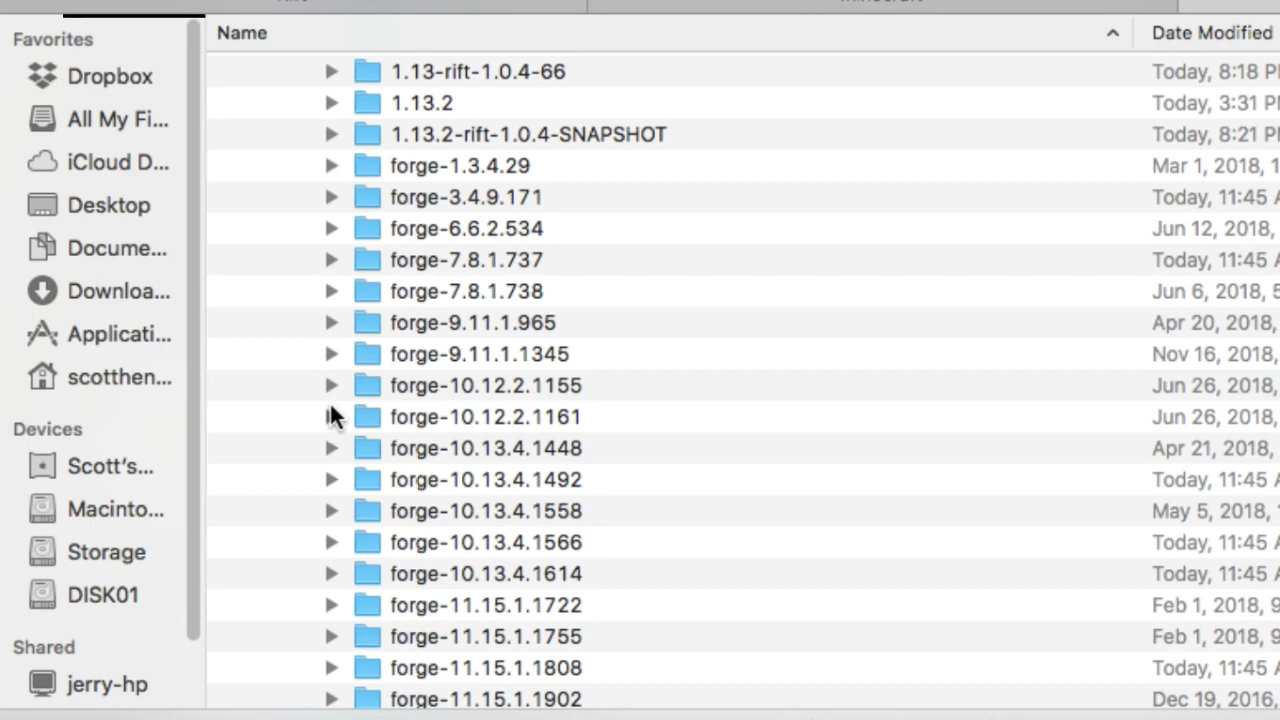 Name
Date Modified
Favorites
Dropbox
All My Fi...
iCloud D...
Desktop
Docume...
Downloa...
Applicati...
scotthen...
Devices
Scott's...
Macinto...
Storage
DISK01
Shared
jerry-hp
1.13-rift-1.0.4-66 Today, 8:18 P
1.13.2 Today, 3:31 P
1.13.2-rift-1.0.4-SNAPSHOT Today, 8:21 P
forge-1.3.4.29 Mar 1, 2018, 1
forge-3.4.9.171 Today, 11:45 A
forge-6.6.2.534 Jun 12, 2018,
forge-7.8.1.737 Today, 11:45 A
forge-7.8.1.738 Jun 6, 2018, 5
forge-9.11.1.965 Apr 20, 2018,
forge-9.11.1.1345 Nov 16, 2018,
forge-10.12.2.1155 Jun 26, 2018,
forge-10.12.2.1161 Jun 26, 2018,
forge-10.13.4.1448 Apr 21, 2018,
forge-10.13.4.1492 Today, 11:45 A
forge-10.13.4.1558 May 5, 2018,
forge-10.13.4.1566 Today, 11:45 A
forge-10.13.4.1614 Today, 11:45 A
forge-11.15.1.1722 Feb 1, 2018, 9
forge-11.15.1.1755 Feb 1, 2018, 9
forge-11.15.1.1808 Today, 11:45 A
forge-11.15.1.1902 Dec 19, 2016,